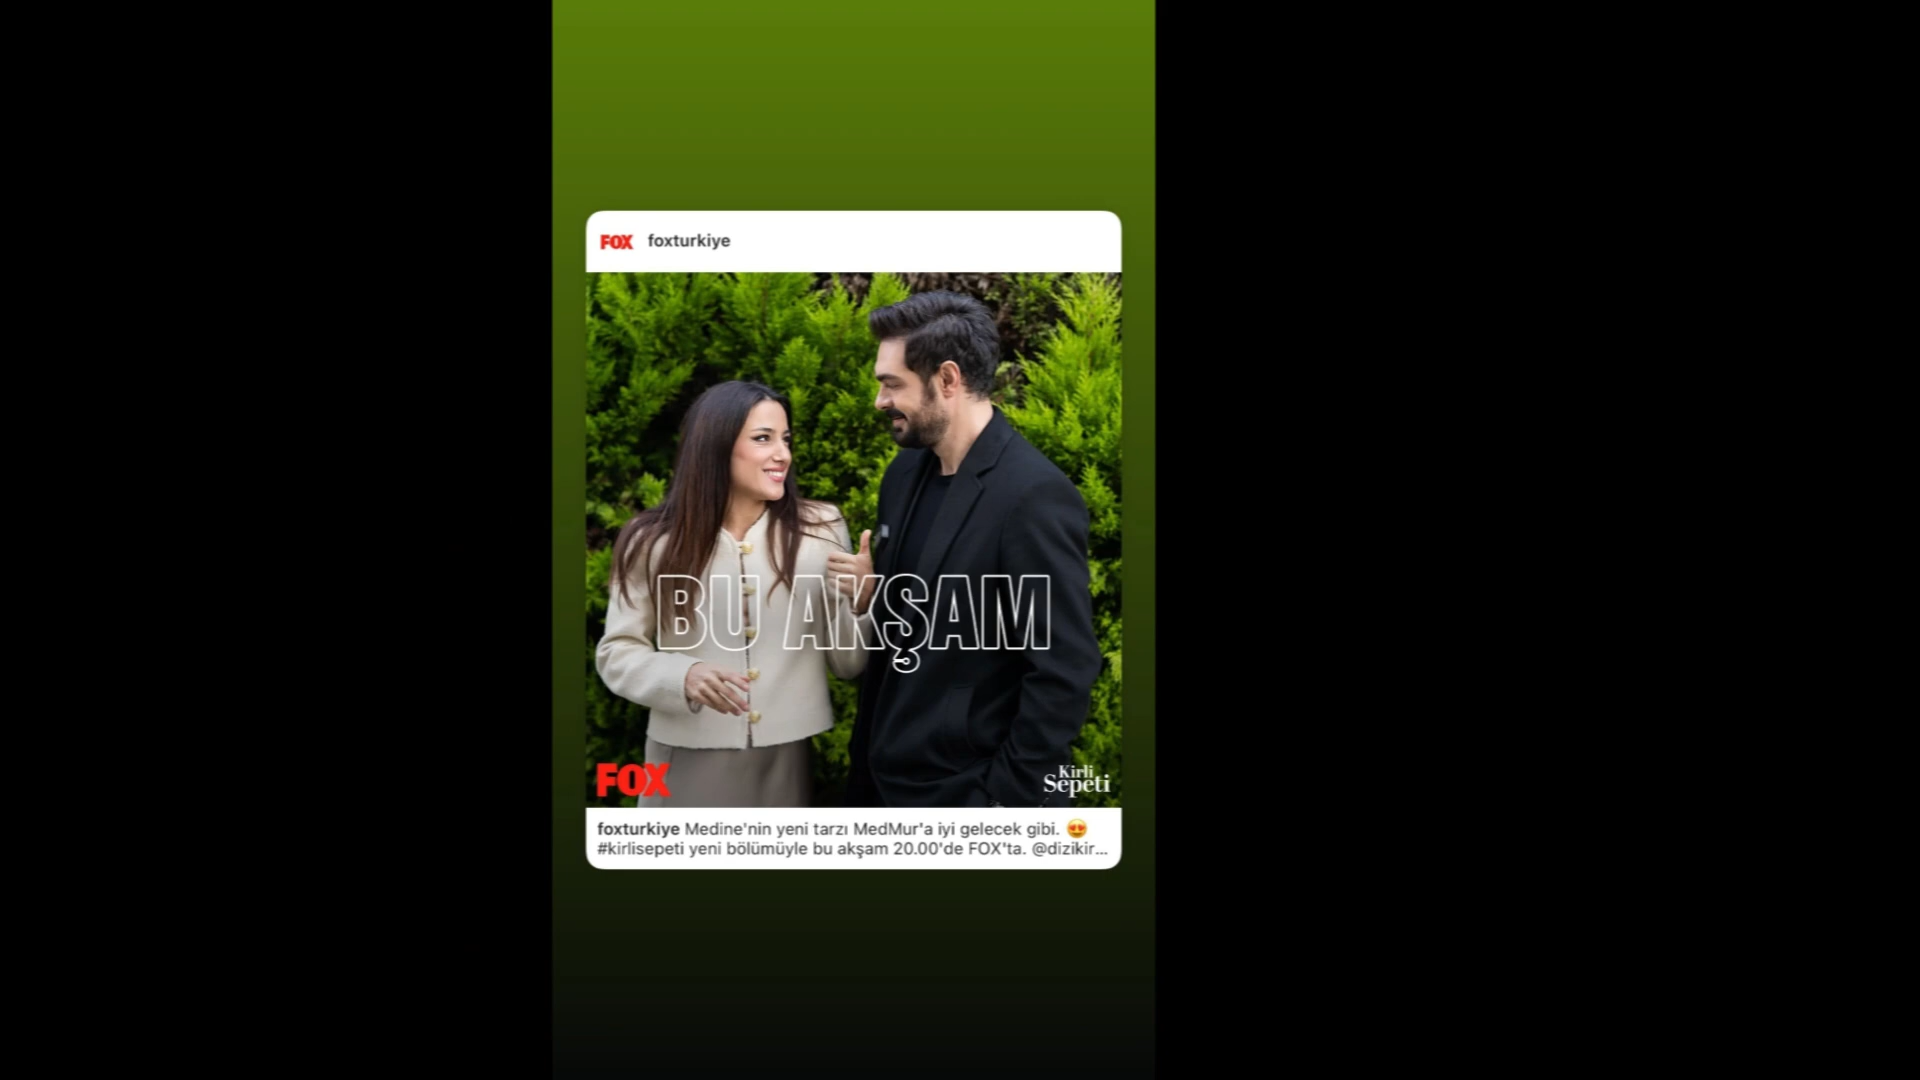 FOX foxturkiye
BU AKŞAM
FOX
Kirli
Sepeti
foxturkiye Medine'nin yeni tarzı MedMur'a iyi gelecek gibi. 😍
#kirlisepeti yeni bölümüyle bu akşam 20.00'de FOX'ta. @dizikir...